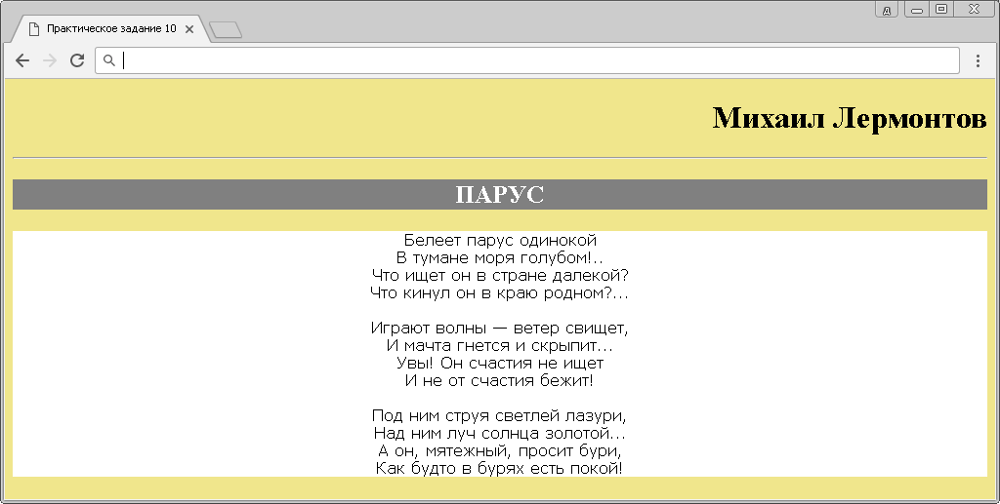 Практическое задание 10
Михаил Лермонтов
ПАРУС
Белеет парус одинокой
В тумане моря голубом!..
Что ищет он в стране далекой?
Что кинул он в краю родном?...
Играют волны — ветер свищет,
И мачта гнется и скрыпит...
Увы! Он счастия не ищет
И не от счастия бежит!
Под ним струя светлей лазури,
Над ним луч солнца золотой...
А он, мятежный, просит бури,
Как будто в бурях есть покой!